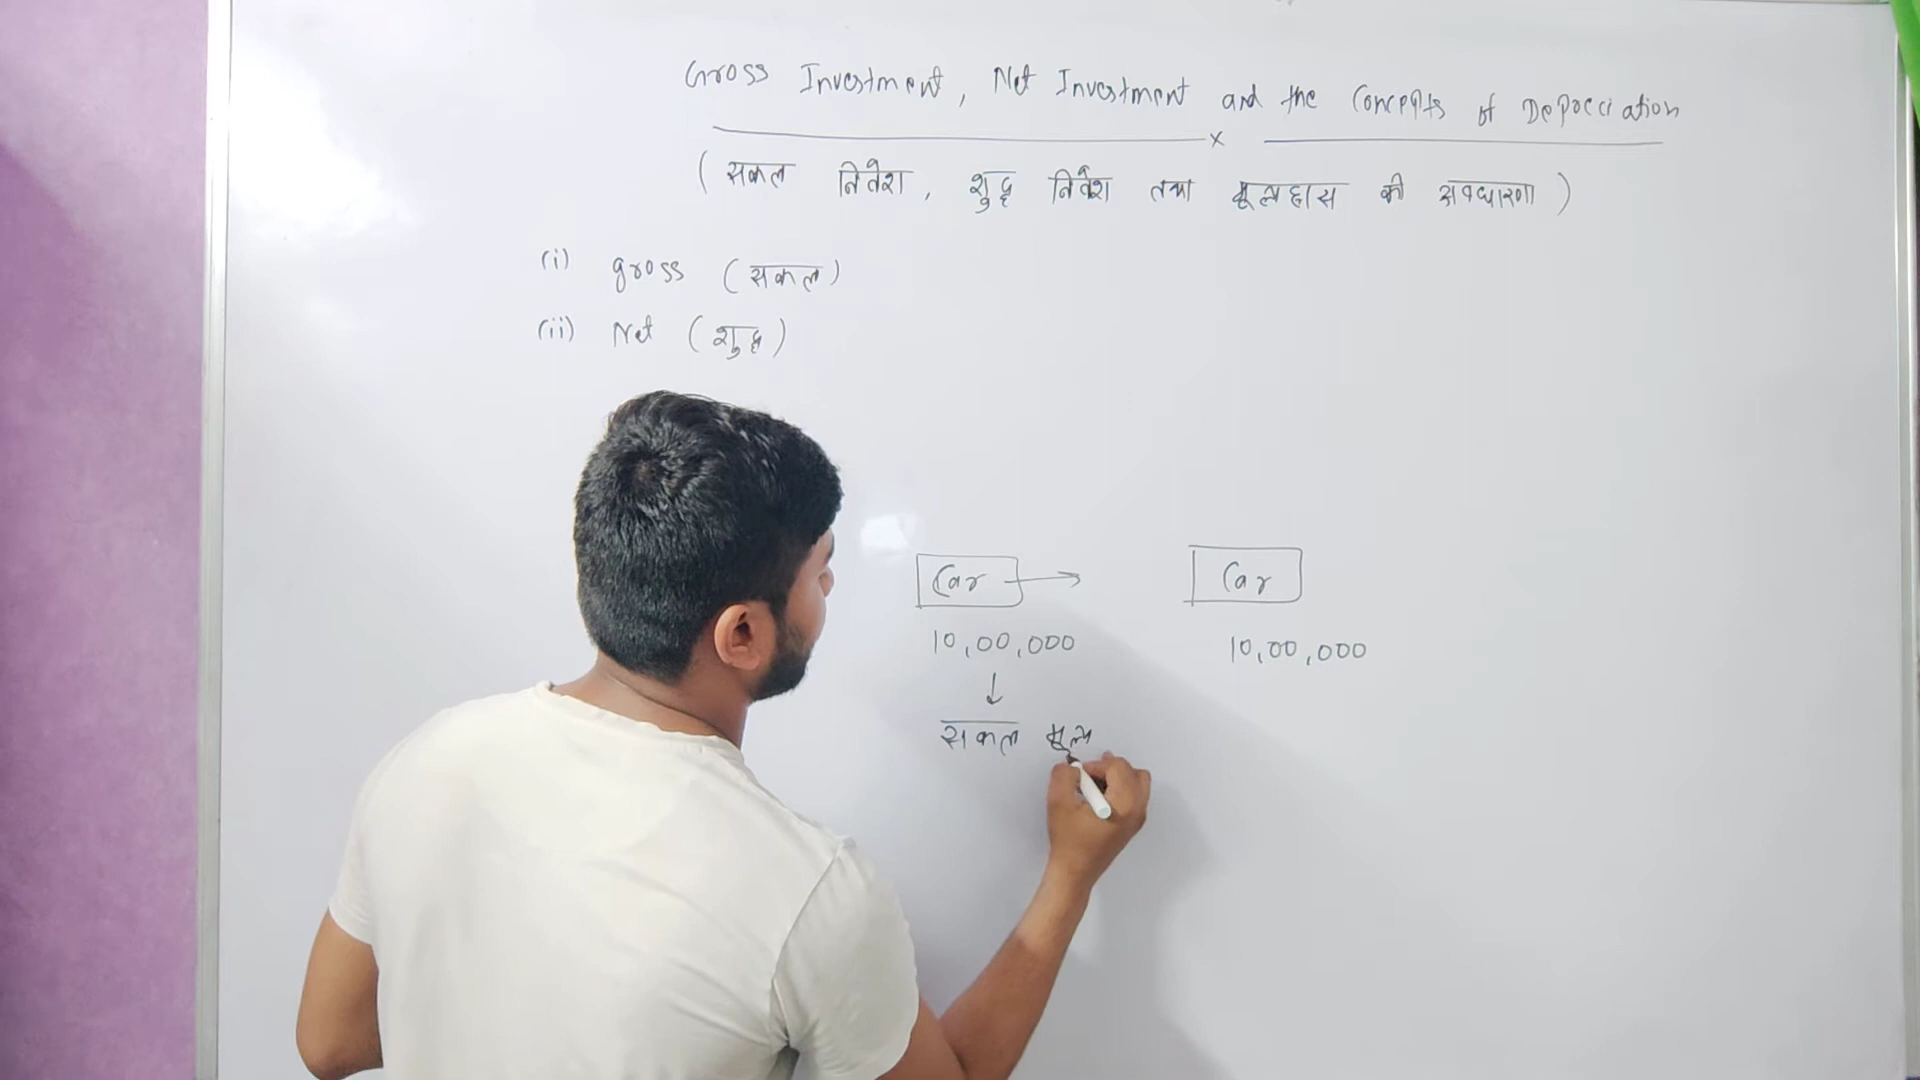 Gross Investment, Net Investment and the Concepts of Depreciation
(सकल निवेश, शुद्ध निवेश तथा मूल्यह्रास की अवधारणा)
(i) gross (सकल)
(ii) Net (शुद्ध)
Car → Car
10,00,000 10,00,000
↓
सकल मूल्य